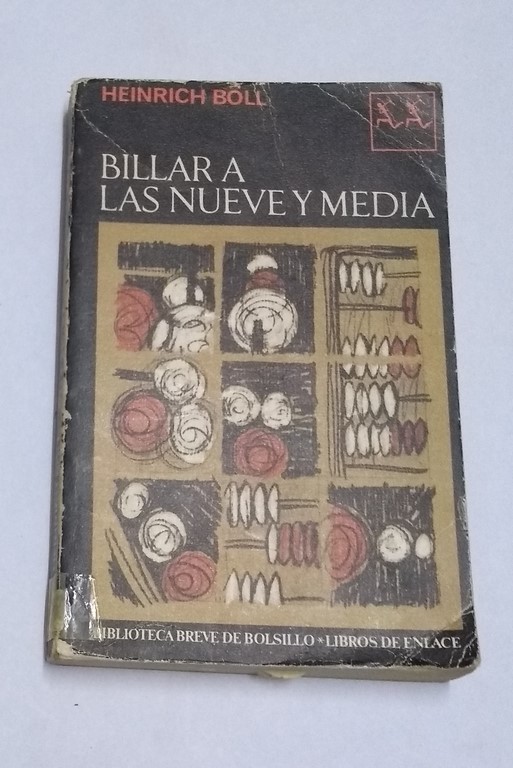 HEINRICH BÖLL
BILLAR A
LAS NUEVE Y MEDIA
BIBLIOTECA BREVE DE BOLSILLO * LIBROS DE ENLACE